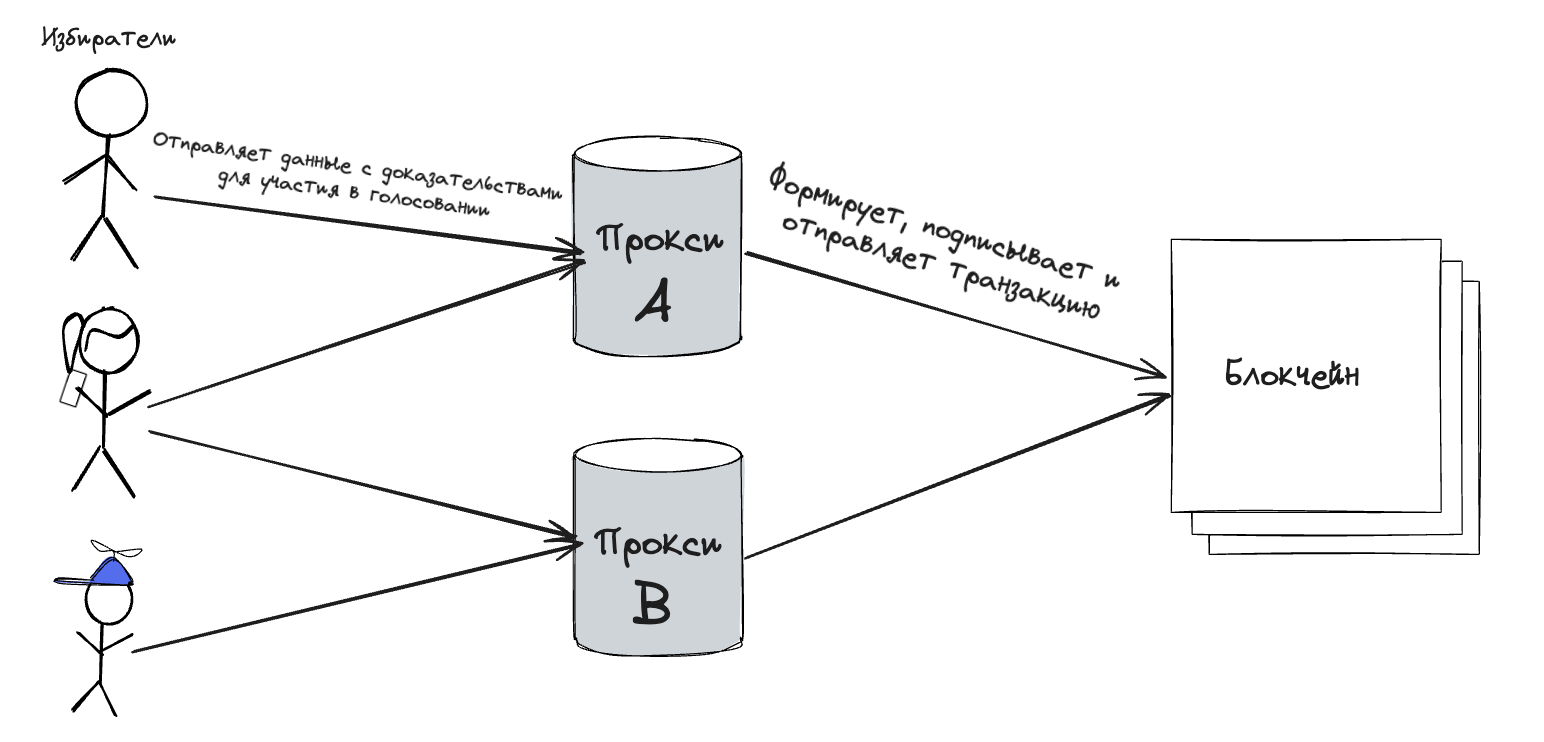 Избиратели
Отправляет данные с доказательствами
для участия в голосовании
Прокси
A
Формирует, подписывает и
отправляет транзакцию
Блокчейн
Прокси
B